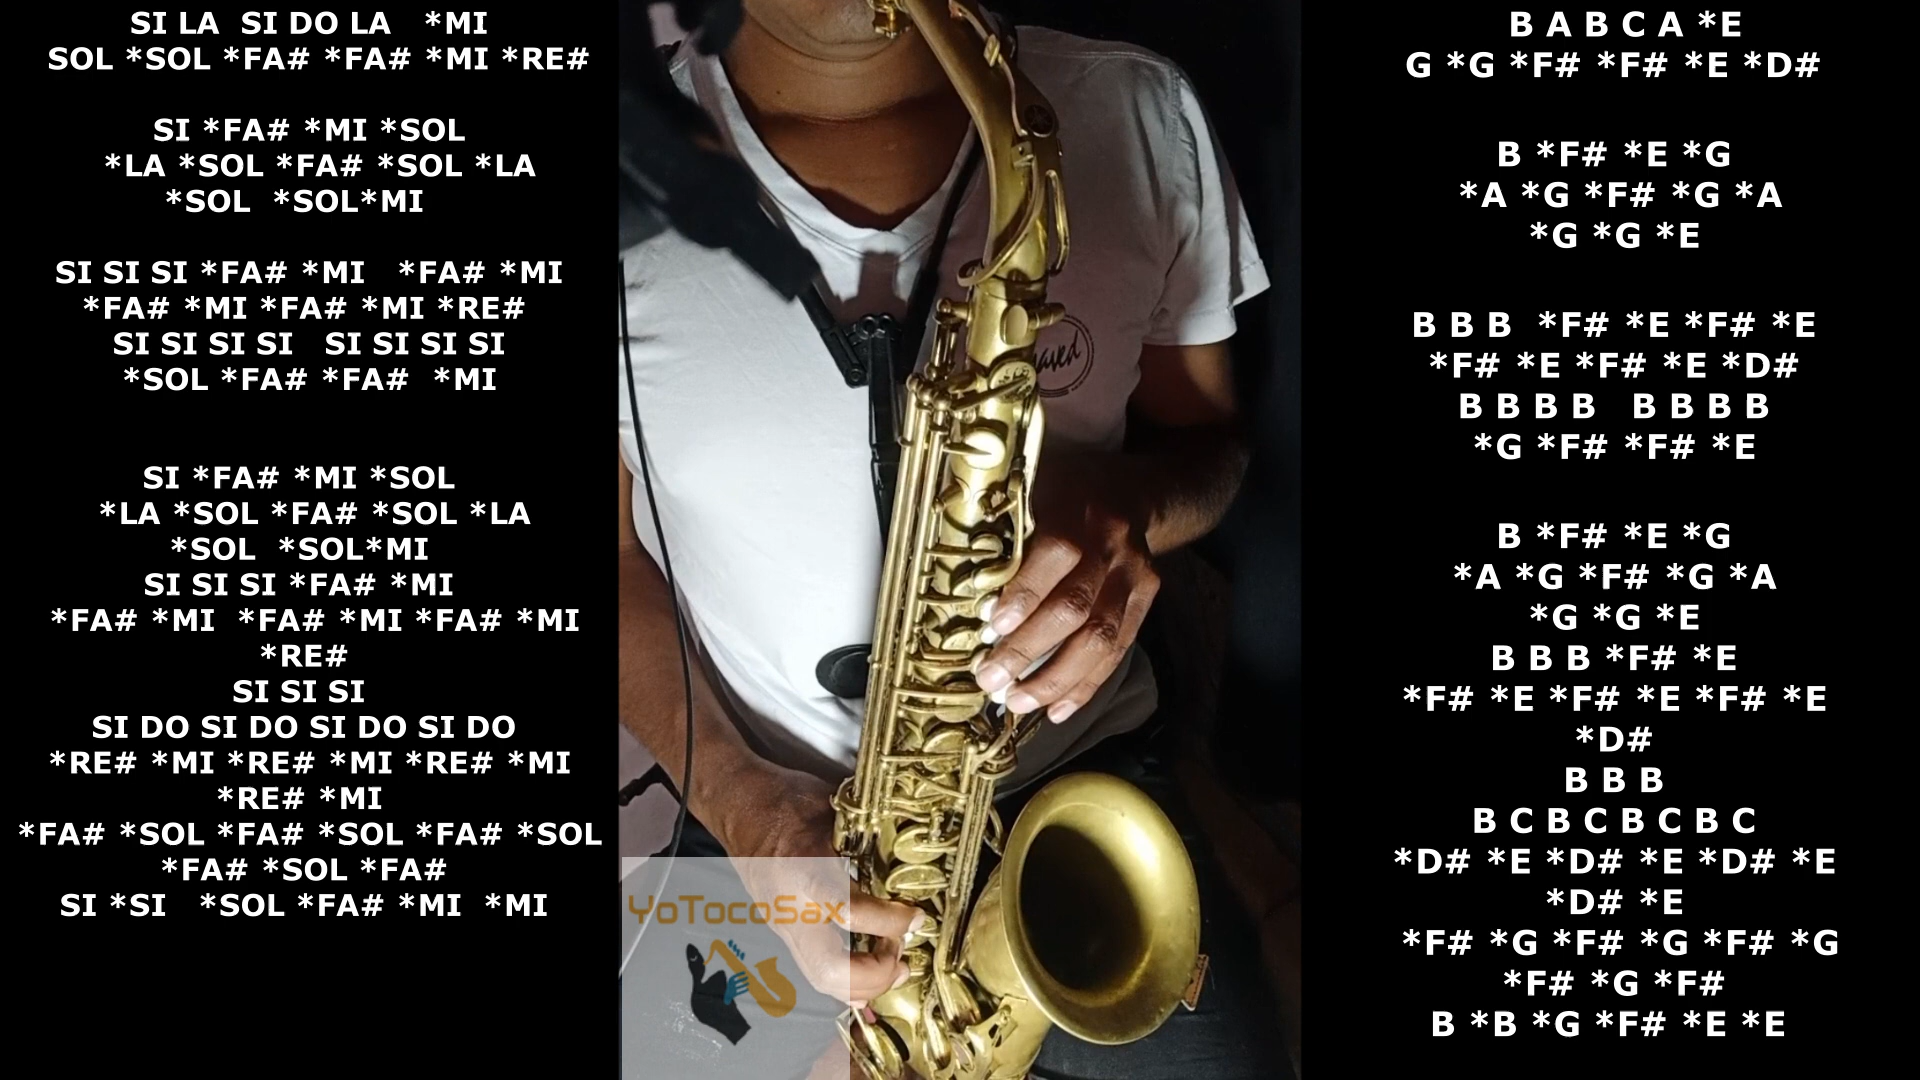 SI LA SI DO LA *MI
SOL *SOL *FA# *FA# *MI *RE#
SI *FA# *MI *SOL
*LA *SOL *FA# *SOL *LA
*SOL *SOL*MI
SI SI SI *FA# *MI *FA# *MI
*FA# *MI *FA# *MI *RE#
SI SI SI SI SI SI SI SI
*SOL *FA# *FA# *MI
SI *FA# *MI *SOL
*LA *SOL *FA# *SOL *LA
*SOL *SOL*MI
SI SI SI *FA# *MI
*FA# *MI *FA# *MI *FA# *MI
*RE#
SI SI SI
SI DO SI DO SI DO SI DO
*RE# *MI *RE# *MI *RE# *MI
*RE# *MI
*FA# *SOL *FA# *SOL *FA# *SOL
*FA# *SOL *FA#
SI *SI *SOL *FA# *MI *MI
YoTocoSax
B A B C A *E
G *G *F# *F# *E *D#
B *F# *E *G
*A *G *F# *G *A
*G *G *E
B B B *F# *E *F# *E
*F# *E *F# *E *D#
B B B B B B B B
*G *F# *F# *E
B *F# *E *G
*A *G *F# *G *A
*G *G *E
B B B *F# *E
*F# *E *F# *E *F# *E
*D#
B B B
B C B C B C B C
*D# *E *D# *E *D# *E
*D# *E
*F# *G *F# *G *F# *G
*F# *G *F#
B *B *G *F# *E *E